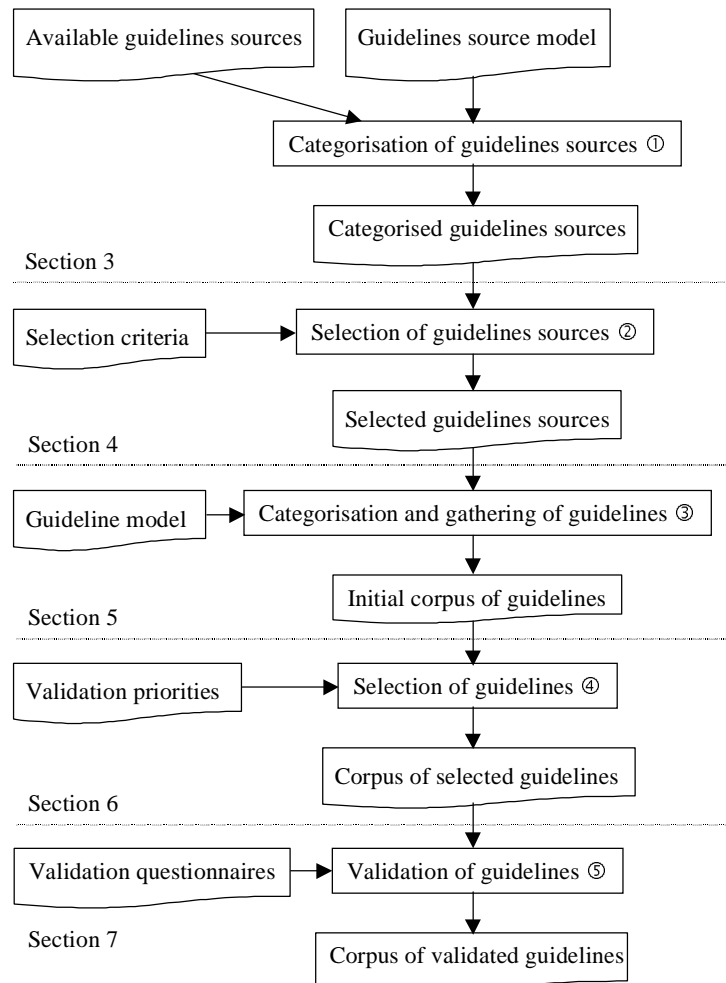 Available guidelines sources
Guidelines source model
Categorisation of guidelines sources ①
Categorised guidelines sources
Section 3
Selection criteria
Selection of guidelines sources ②
Selected guidelines sources
Section 4
Guideline model
Categorisation and gathering of guidelines ③
Initial corpus of guidelines
Section 5
Validation priorities
Selection of guidelines ④
Corpus of selected guidelines
Section 6
Validation questionnaires
Validation of guidelines ⑤
Section 7
Corpus of validated guidelines